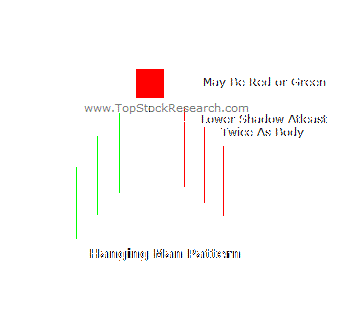 May Be Red or Green
www.TopStockResearch.com
Lower Shadow Atleast
Twice As Body
Hanging Man Pattern